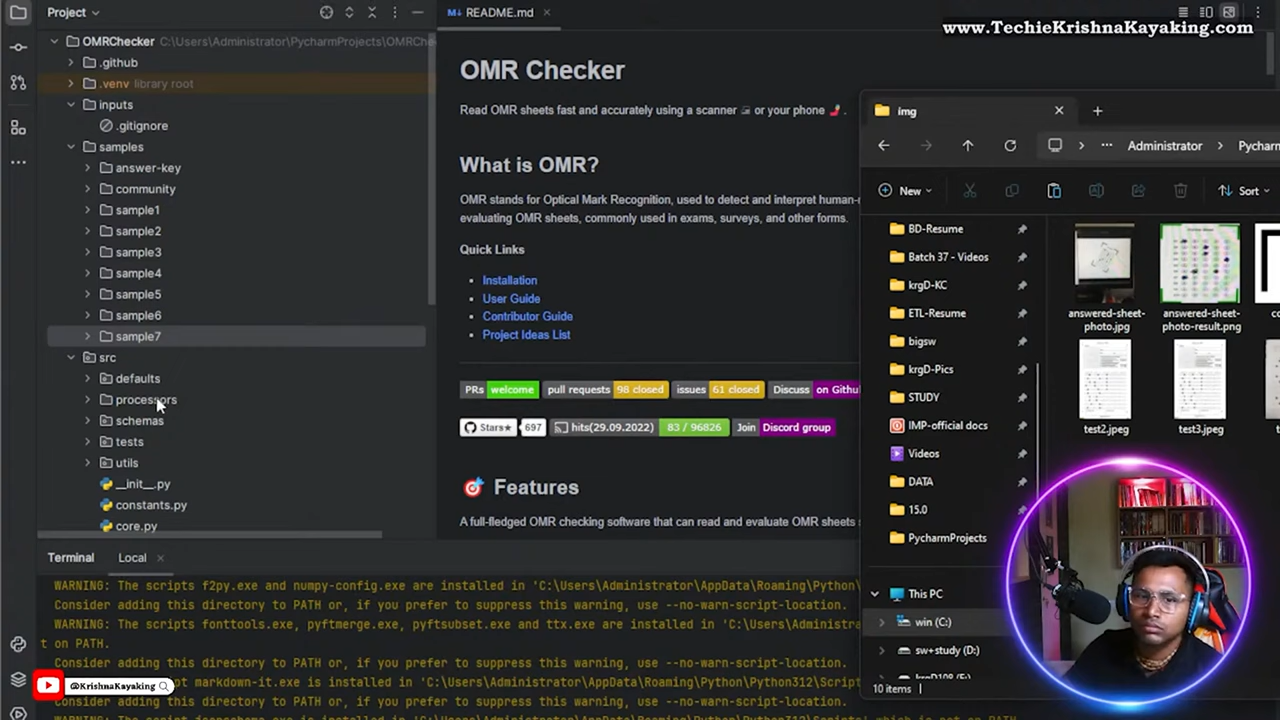 Project
README.md
www.TechieKrishnaKayaking.com
OMRChecker C:\Users\Administrator\PycharmProjects\OMRChe
.github
.venv library root
inputs
.gitignore
samples
answer-key
community
sample1
sample2
sample3
sample4
sample5
sample6
sample7
src
defaults
processors
schemas
tests
utils
__init__.py
constants.py
core.py
OMR Checker
Read OMR sheets fast and accurately using a scanner or your phone .
What is OMR?
OMR stands for Optical Mark Recognition, used to detect and interpret human-
evaluating OMR sheets, commonly used in exams, surveys, and other forms.
Quick Links
Installation
User Guide
Contributor Guide
Project Ideas List
PRs welcome pull requests 98 closed issues 61 closed Discuss on Github
Stars★ 697 hits(29.09.2022) 83 / 96826 Join Discord group
Features
A full-fledged OMR checking software that can read and evaluate OMR sheets
img
Administrator Pycharm
New Sort
BD-Resume
Batch 37 - Videos
krgD-KC
ETL-Resume
bigsw
krgD-Pics
STUDY
IMP-official docs
Videos
DATA
15.0
PycharmProjects
This PC
win (C:)
sw+study (D:)
10 items
answered-sheet-
photo.jpg
answered-sheet-
photo-result.png
test2.jpeg
test3.jpeg
Terminal Local
WARNING: The scripts f2py.exe and numpy-config.exe are installed in 'C:\Users\Administrator\AppData\Roaming\Python\
Consider adding this directory to PATH or, if you prefer to suppress this warning, use --no-warn-script-location.
WARNING: The scripts fonttools.exe, pyftmerge.exe, pyftsubset.exe and ttx.exe are installed in 'C:\Users\Administrator\AppData\Roaming\Python\
t on PATH.
Consider adding this directory to PATH or, if you prefer to suppress this warning, use --no-warn-script-location.
markdown-it.exe is installed in 'C:\Users\Administrator\AppData\Roaming\Python\Python312\Script
Consider adding this directory to PATH or, if you prefer to suppress this warning, use --no-warn-script-location.
@KrishnaKayaking